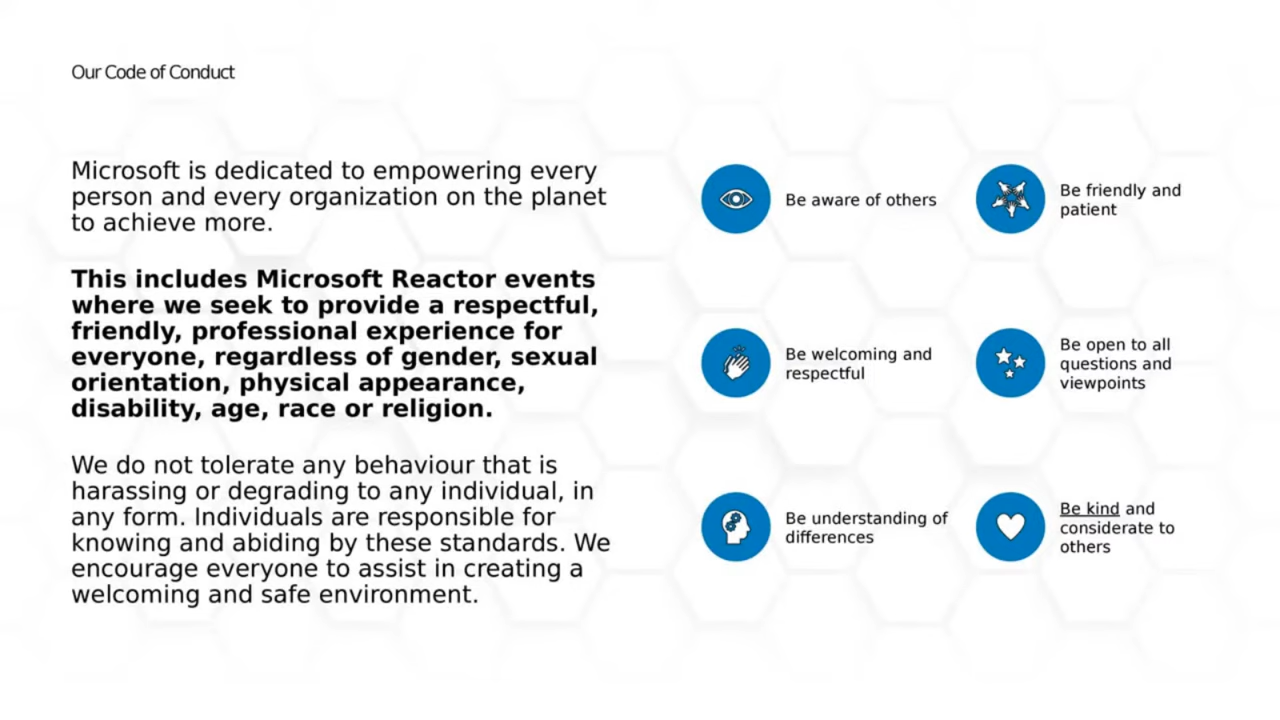 Our Code of Conduct
Microsoft is dedicated to empowering every
person and every organization on the planet
to achieve more.
This includes Microsoft Reactor events
where we seek to provide a respectful,
friendly, professional experience for
everyone, regardless of gender, sexual
orientation, physical appearance,
disability, age, race or religion.
We do not tolerate any behaviour that is
harassing or degrading to any individual, in
any form. Individuals are responsible for
knowing and abiding by these standards. We
encourage everyone to assist in creating a
welcoming and safe environment.
Be aware of others
Be friendly and
patient
Be welcoming and
respectful
Be open to all
questions and
viewpoints
Be understanding of
differences
Be kind and
considerate to
others